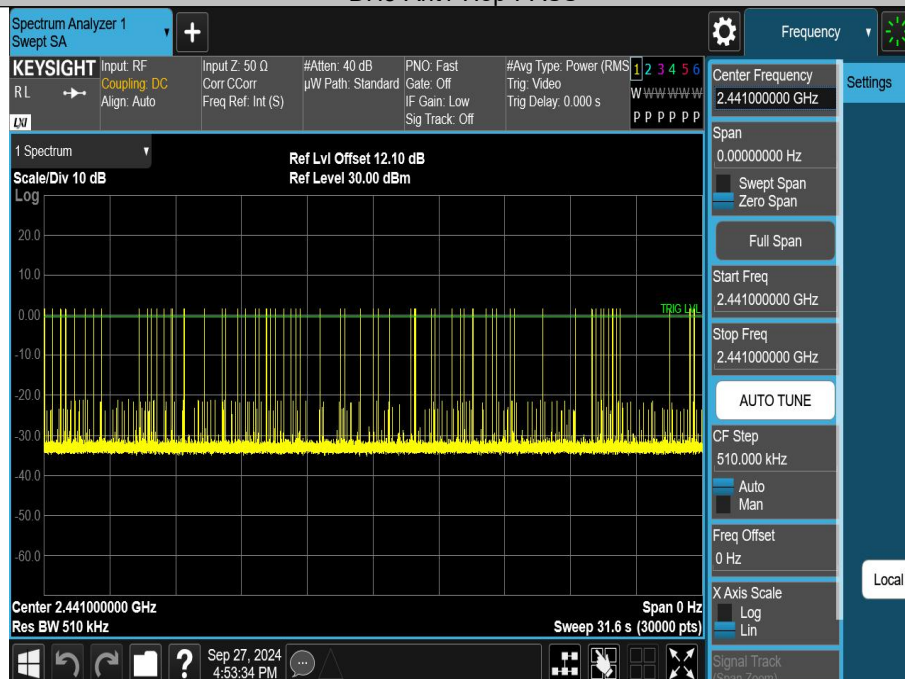 Spectrum Analyzer 1
Swept SA
Frequency
KEYSIGHT
Input: RF
Input Z: 50 Ω
#Atten: 40 dB
PNO: Fast
#Avg Type: Power (RMS
1 2 3 4 5 6
RL
Coupling: DC
Corr CCorr
µW Path: Standard
Gate: Off
Trig: Video
W W W W W W
Align: Auto
Freq Ref: Int (S)
IF Gain: Low
Trig Delay: 0.000 s
P P P P P P
Sig Track: Off
LXI
1 Spectrum
Ref Lvl Offset 12.10 dB
Scale/Div 10 dB
Ref Level 30.00 dBm
Log
20.0
10.0
0.00
TRIG LVL
-10.0
-20.0
-30.0
-40.0
-50.0
-60.0
Center 2.441000000 GHz
Span 0 Hz
Res BW 510 kHz
Sweep 31.6 s (30000 pts)
Sep 27, 2024
4:53:34 PM
Center Frequency
2.441000000 GHz
Settings
Span
0.00000000 Hz
Swept Span
Zero Span
Full Span
Start Freq
2.441000000 GHz
Stop Freq
2.441000000 GHz
AUTO TUNE
CF Step
510.000 kHz
Auto
Man
Freq Offset
0 Hz
Local
X Axis Scale
Log
Lin
Signal Track
(Span Zoom)